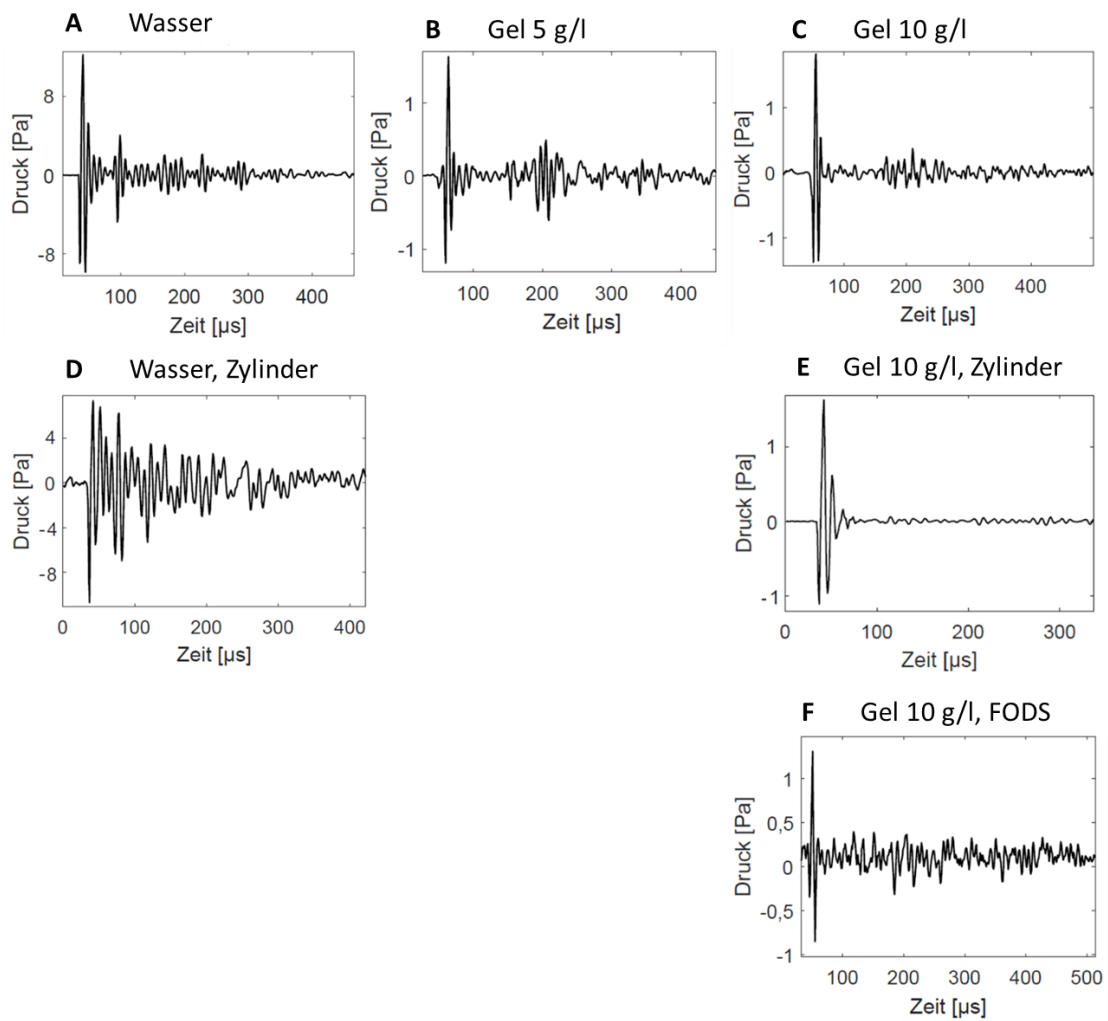 A Wasser
8
0
-8
Druck [Pa]
100 200 300 400
Zeit [µs]
B Gel 5 g/l
1
0
-1
Druck [Pa]
100 200 300 400
Zeit [µs]
C Gel 10 g/l
1
0
-1
Druck [Pa]
100 200 300 400
Zeit [µs]
D Wasser, Zylinder
4
0
-4
-8
Druck [Pa]
0 100 200 300 400
Zeit [µs]
E Gel 10 g/l, Zylinder
1
0
-1
Druck [Pa]
0 100 200 300
Zeit [µs]
F Gel 10 g/l, FODS
1
0,5
0
-0,5
-1
Druck [Pa]
100 200 300 400 500
Zeit [µs]